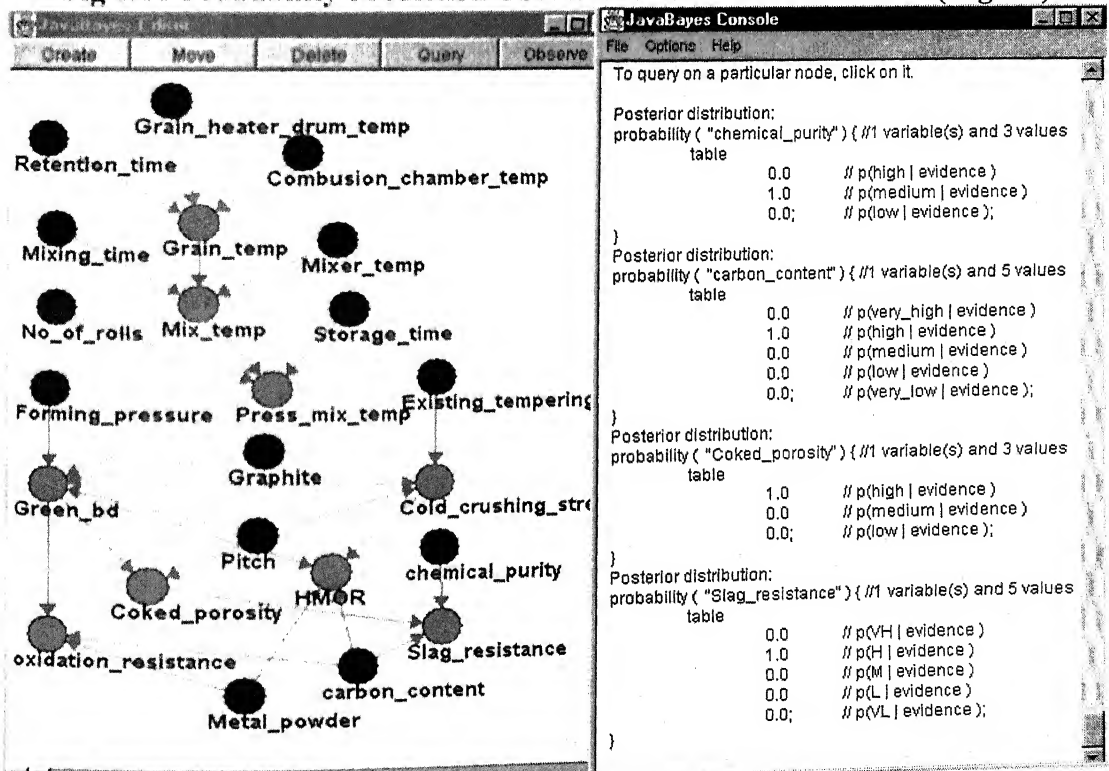 JavaBayes Editor
Create Move Delete Query Observe
Grain_heater_drum_temp
Retention_time
Combusion_chamber_temp
Mixing_time
Grain_temp
Mixer_temp
No_of_rolls
Mix_temp
Storage_time
Forming_pressure
Press_mix_temp
Existing_tempering
Graphite
Green_bd
Cold_crushing_stre
Pitch
chemical_purity
HMOR
Coked_porosity
oxidation_resistance
Slag_resistance
carbon_content
Metal_powder
JavaBayes Console
File Options Help
To query on a particular node, click on it.
Posterior distribution:
probability ( "chemical_purity" ) { //1 variable(s) and 3 values
table
0.0 // p(high | evidence )
1.0 // p(medium | evidence )
0.0; // p(low | evidence );
}
Posterior distribution:
probability ( "carbon_content" ) { //1 variable(s) and 5 values
table
0.0 // p(very_high | evidence )
1.0 // p(high | evidence )
0.0 // p(medium | evidence )
0.0 // p(low | evidence )
0.0; // p(very_low | evidence );
}
Posterior distribution:
probability ( "Coked_porosity" ) { //1 variable(s) and 3 values
table
1.0 // p(high | evidence )
0.0 // p(medium | evidence )
0.0; // p(low | evidence );
}
Posterior distribution:
probability ( "Slag_resistance" ) { //1 variable(s) and 5 values
table
0.0 // p(VH | evidence )
1.0 // p(H | evidence )
0.0 // p(M | evidence )
0.0 // p(L | evidence )
0.0; // p(VL | evidence );
}